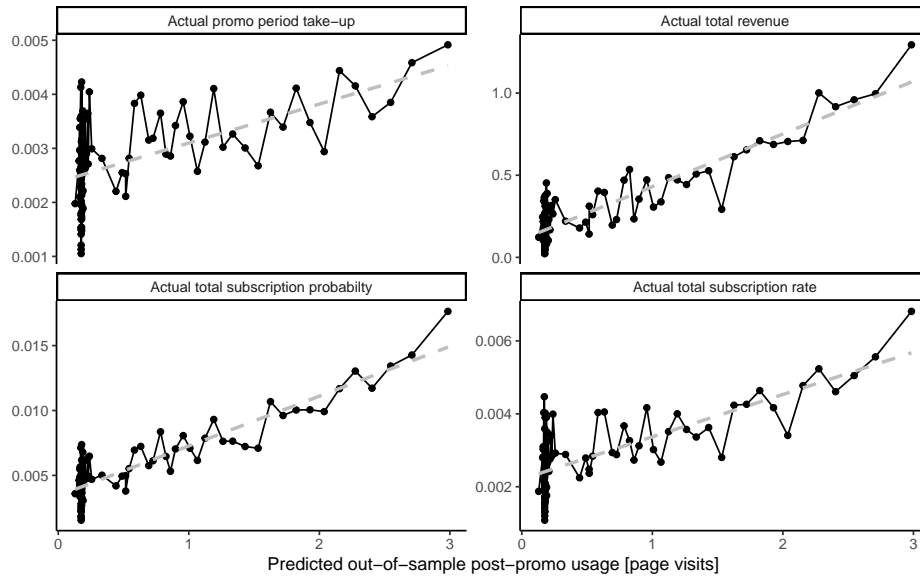 Actual promo period take−up
Actual total revenue
0.005
0.004
0.003
0.002
0.001
1.0
0.5
0.0
Actual total subscription probabilty
Actual total subscription rate
0.015
0.010
0.005
0.006
0.004
0.002
0 1 2 3
0 1 2 3
Predicted out−of−sample post−promo usage [page visits]